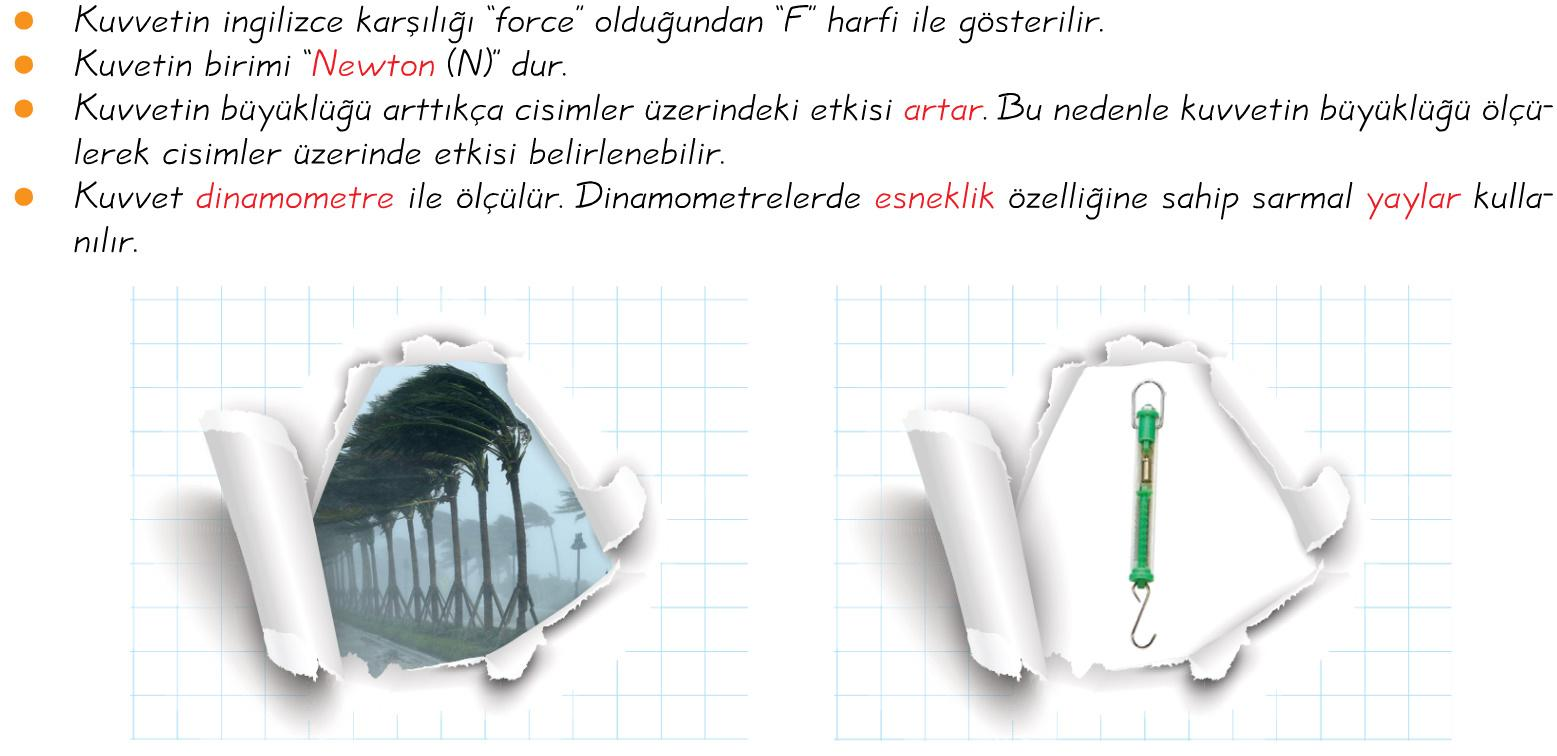 Kuvvetin ingilizce karşılığı “force” olduğundan “F” harfi ile gösterilir.
Kuvetin birimi “Newton (N)” dur.
Kuvvetin büyüklüğü arttıkça cisimler üzerindeki etkisi artar. Bu nedenle kuvvetin büyüklüğü ölçü-
lerek cisimler üzerinde etkisi belirlenebilir.
Kuvvet dinamometre ile ölçülür. Dinamometrelerde esneklik özelliğine sahip sarmal yaylar kulla-
nılır.